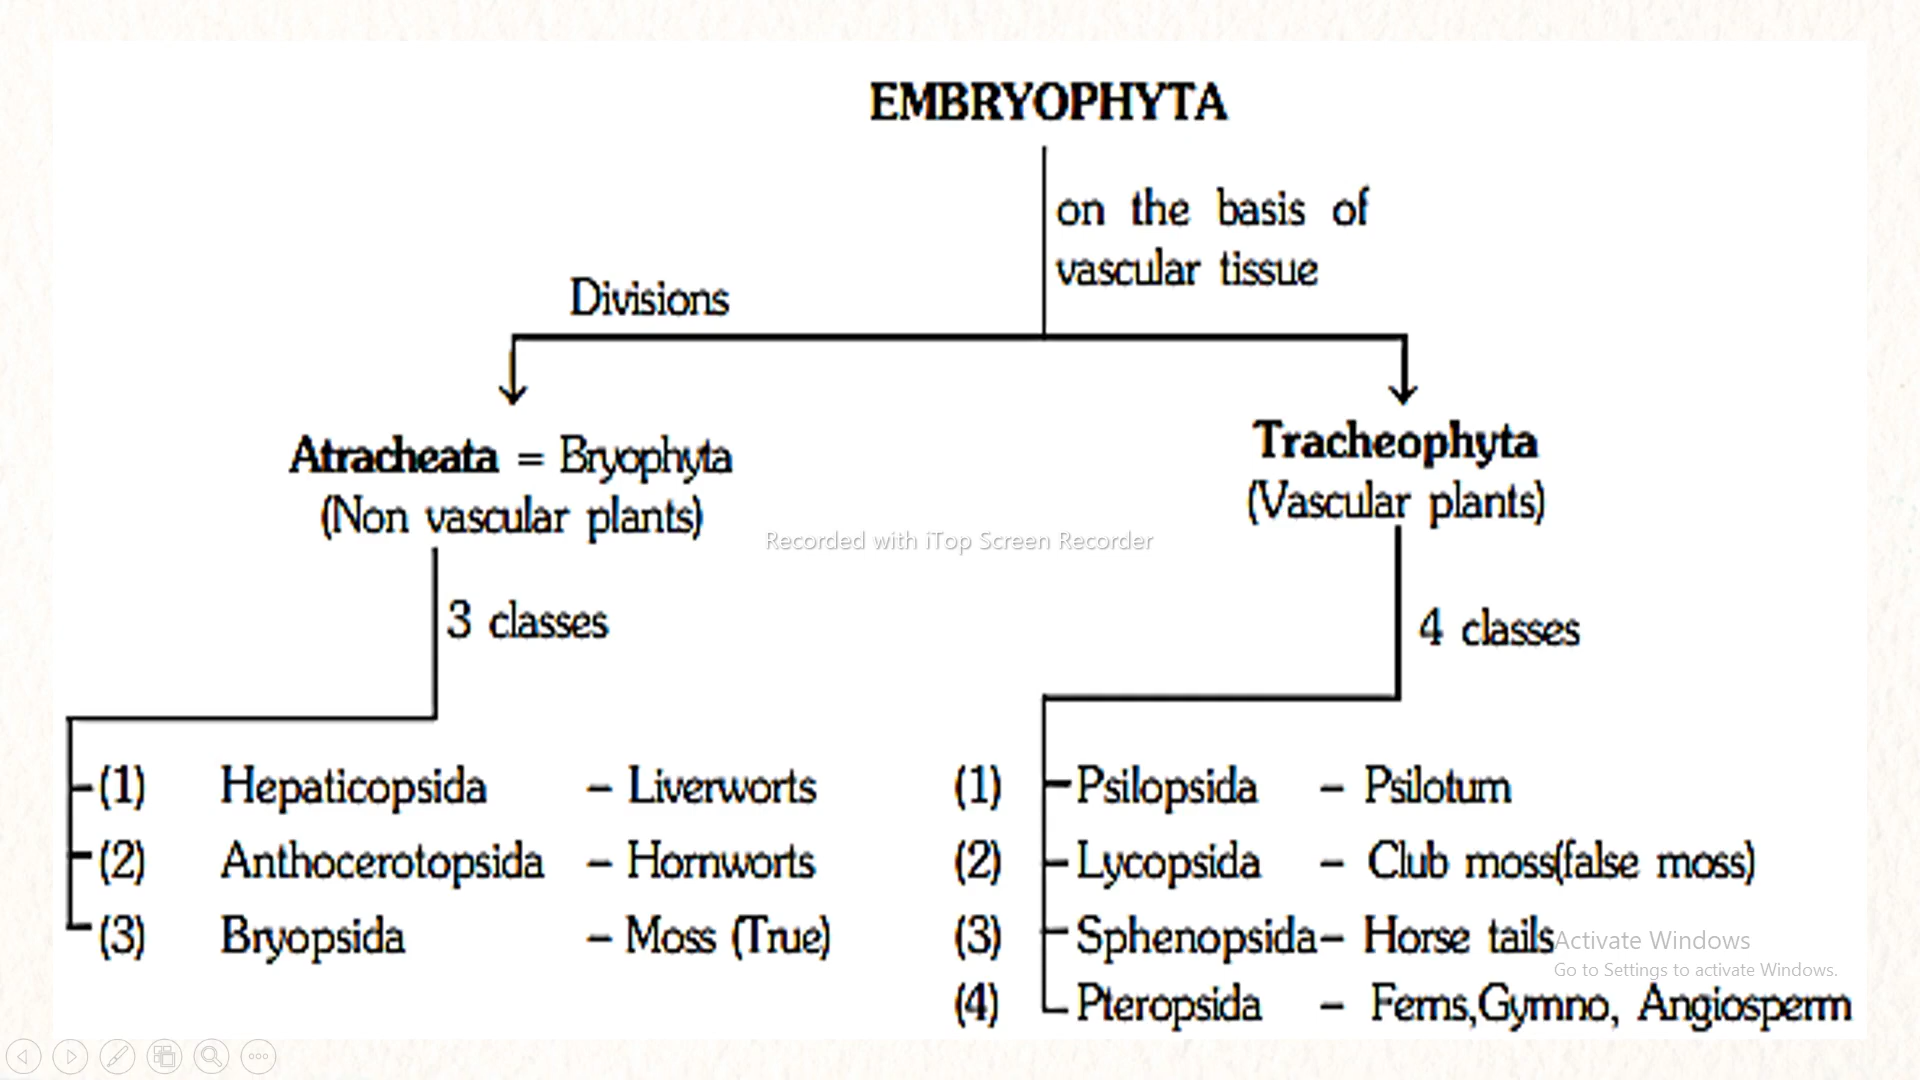 EMBRYOPHYTA
on the basis of
vascular tissue
Divisions
Atracheata = Bryophyta
(Non vascular plants)
Tracheophyta
(Vascular plants)
Recorded with iTop Screen Recorder
3 classes
4 classes
(1) Hepaticopsida – Liverworts
(2) Anthocerotopsida – Hornworts
(3) Bryopsida – Moss (True)
(1) Psilopsida – Psilotum
(2) Lycopsida – Club moss(false moss)
(3) Sphenopsida – Horse tails
(4) Pteropsida – Ferns,Gymno, Angiosperm
Activate Windows
Go to Settings to activate Windows.